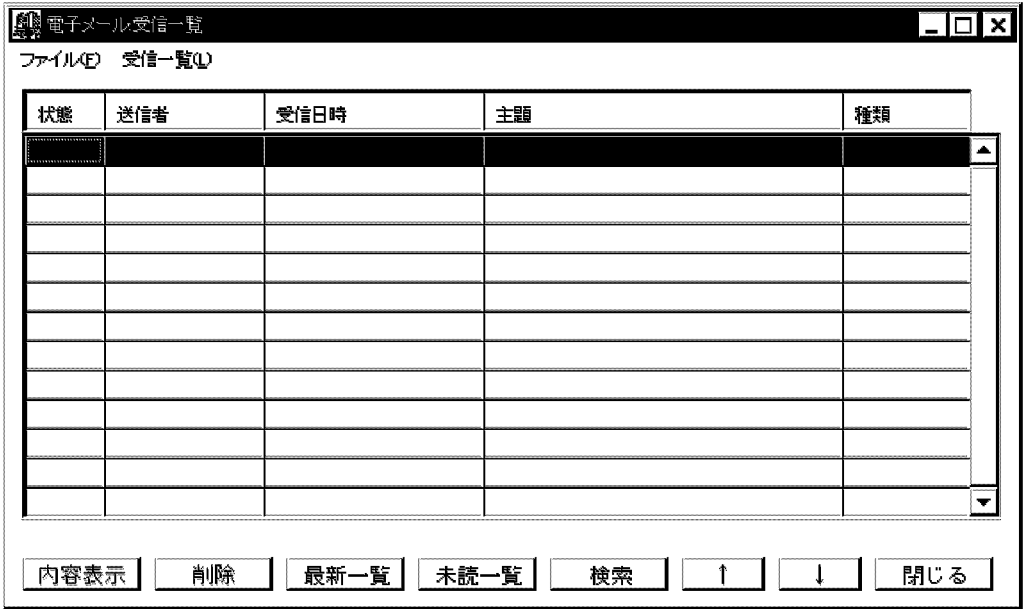 電子メール受信一覧
ファイル(F) 受信一覧(L)
状態 送信者 受信日時 主題 種類
内容表示 削除 最新一覧 未読一覧 検索 ↑ ↓ 閉じる